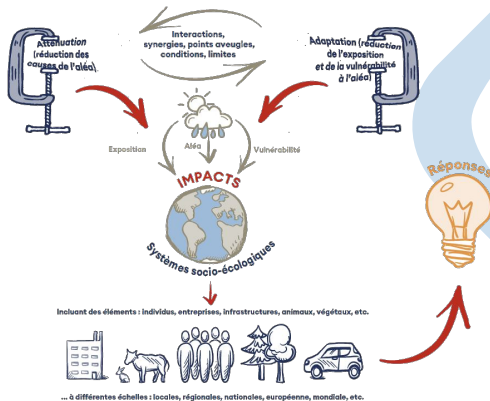 Atténuation
(réduction des
causes de l'aléa)
Interactions,
synergies, points aveugles,
conditions, limites
Adaptation (réduction
de l'exposition
et de la vulnérabilité
à l'aléa)
Exposition
Aléa
Vulnérabilité
IMPACTS
Systèmes socio-écologiques
Réponses
Incluant des éléments : individus, entreprises, infrastructures, animaux, végétaux, etc.
... à différentes échelles : locales, régionales, nationales, européenne, mondiale, etc.